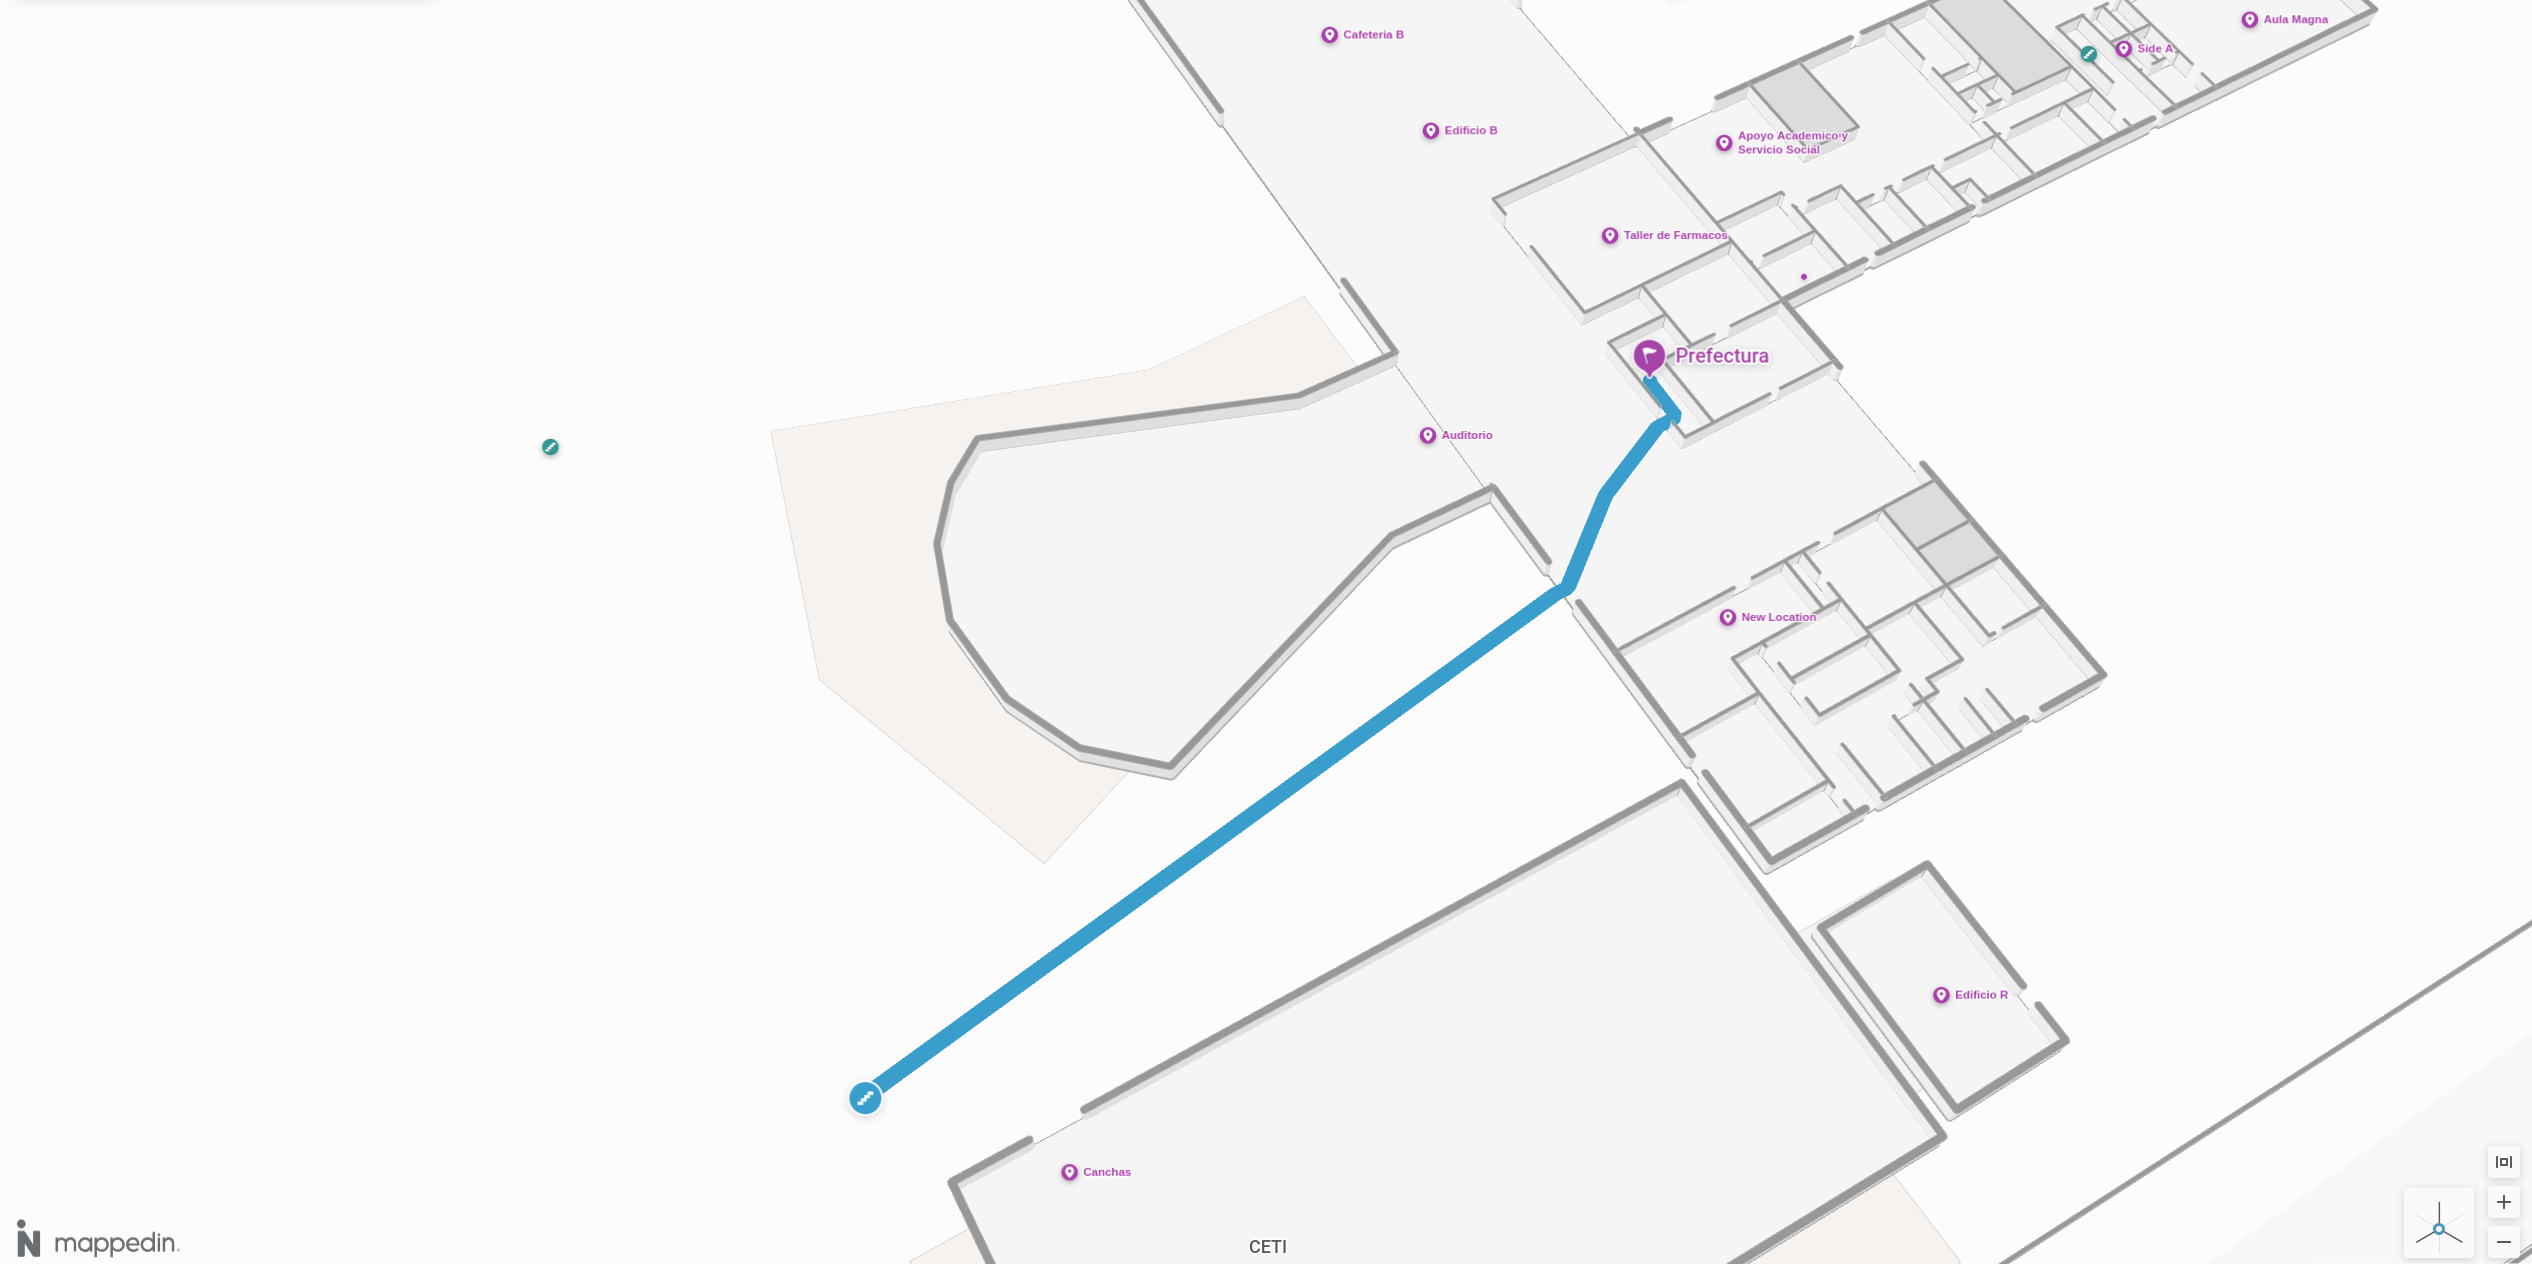 Cafeteria B
Aula Magna
Side A
Edificio B
Apoyo Academico y
Servicio Social
Taller de Farmacos
Prefectura
Auditorio
New Location
Edificio R
Canchas
CETI
mappedin.